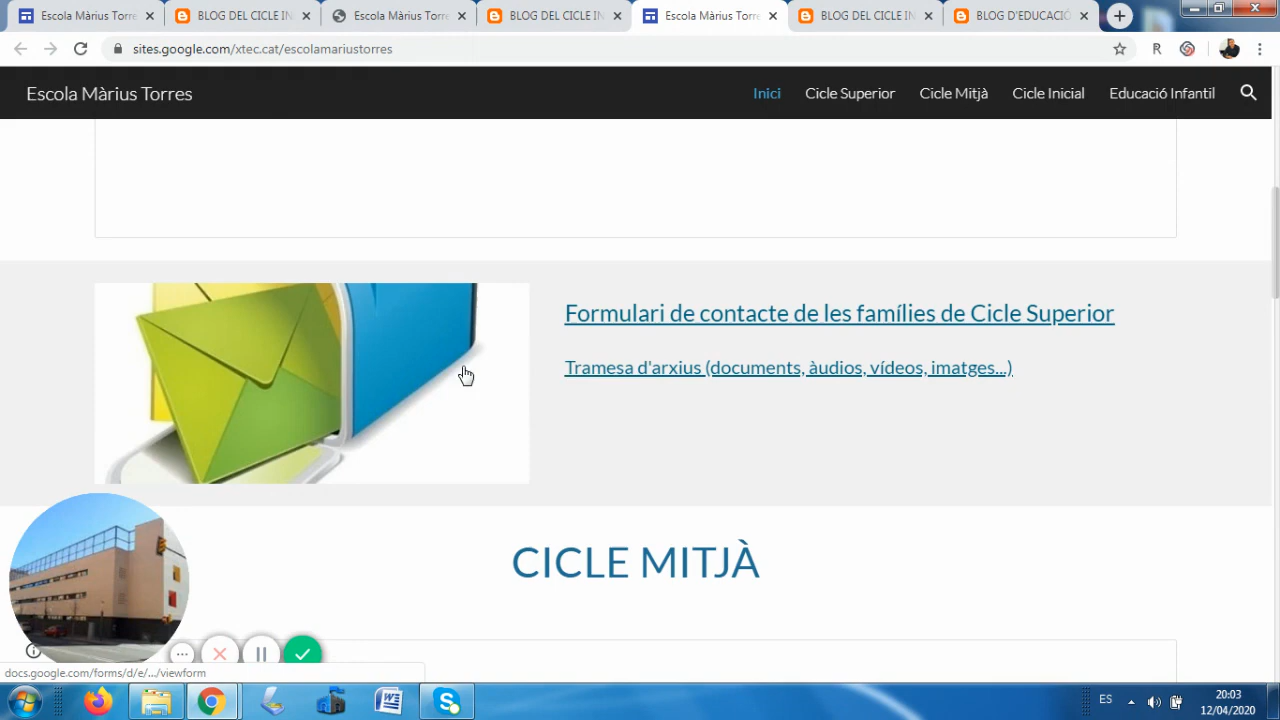 Escola Màrius Torre
BLOG DEL CICLE IN
Escola Màrius Torre
BLOG DEL CICLE IN
Escola Màrius Torre
BLOG DEL CICLE IN
BLOG D'EDUCACIÓ
sites.google.com/xtec.cat/escolamariustorres
R
Escola Màrius Torres
Inici
Cicle Superior
Cicle Mitjà
Cicle Inicial
Educació Infantil
Formulari de contacte de les famílies de Cicle Superior
Tramesa d'arxius (documents, àudios, vídeos, imatges...)
CICLE MITJÀ
docs.google.com/forms/d/e/.../viewform
ES
20:03
12/04/2020